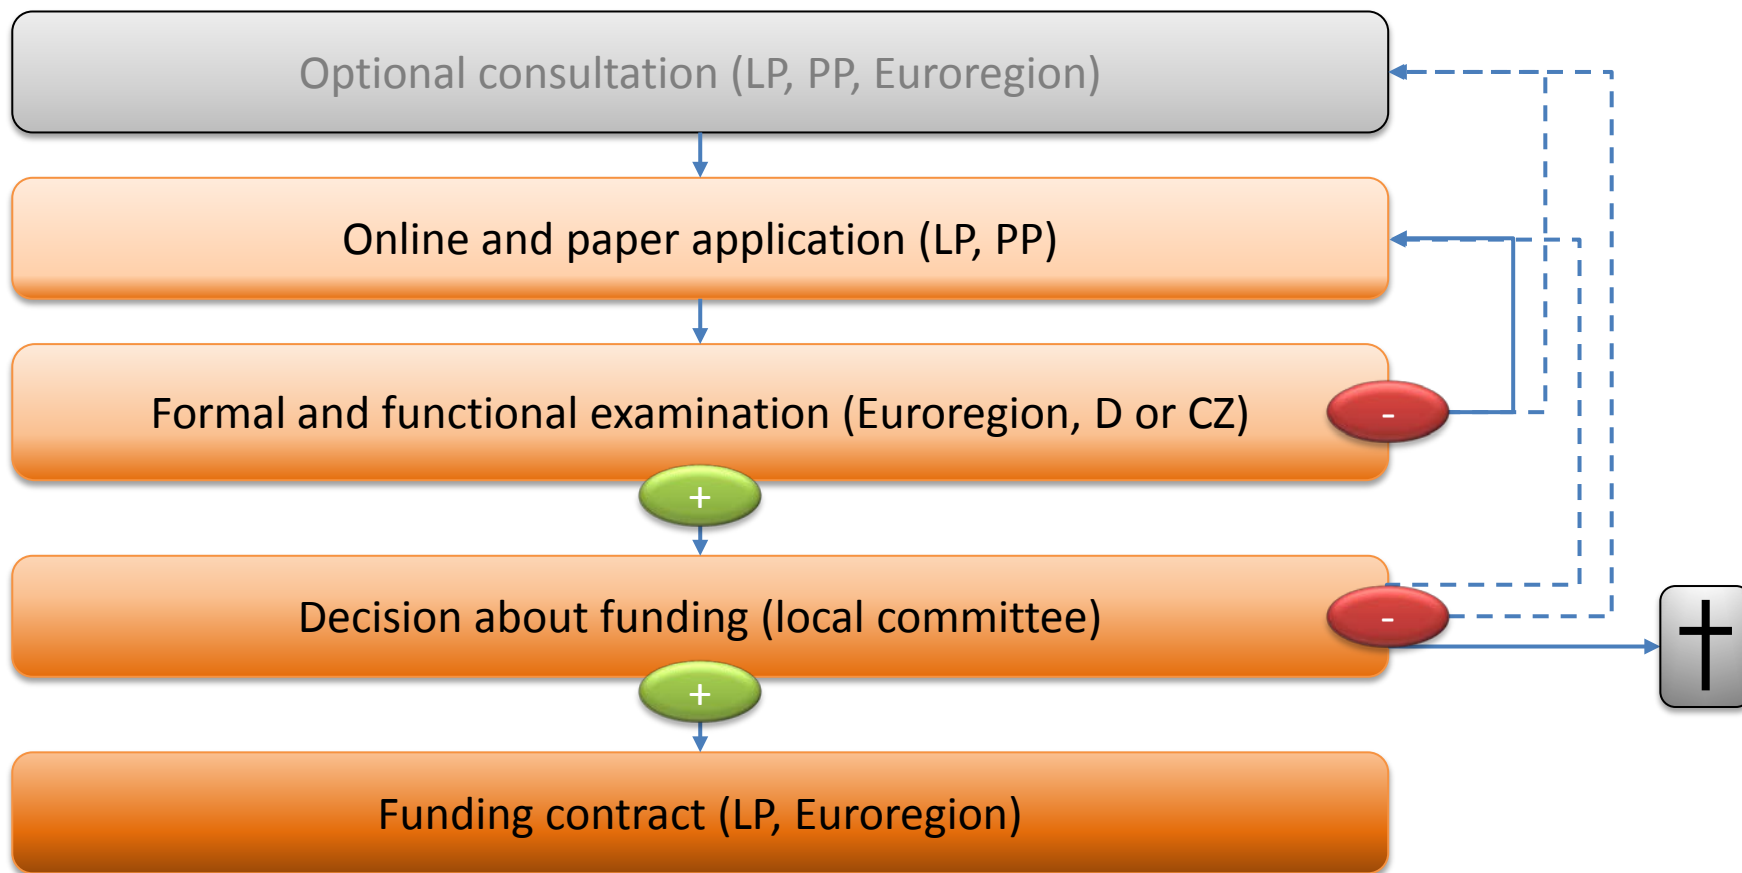 Optional consultation (LP, PP, Euroregion)
Online and paper application (LP, PP)
Formal and functional examination (Euroregion, D or CZ)
-
+
Decision about funding (local committee)
-
+
Funding contract (LP, Euroregion)